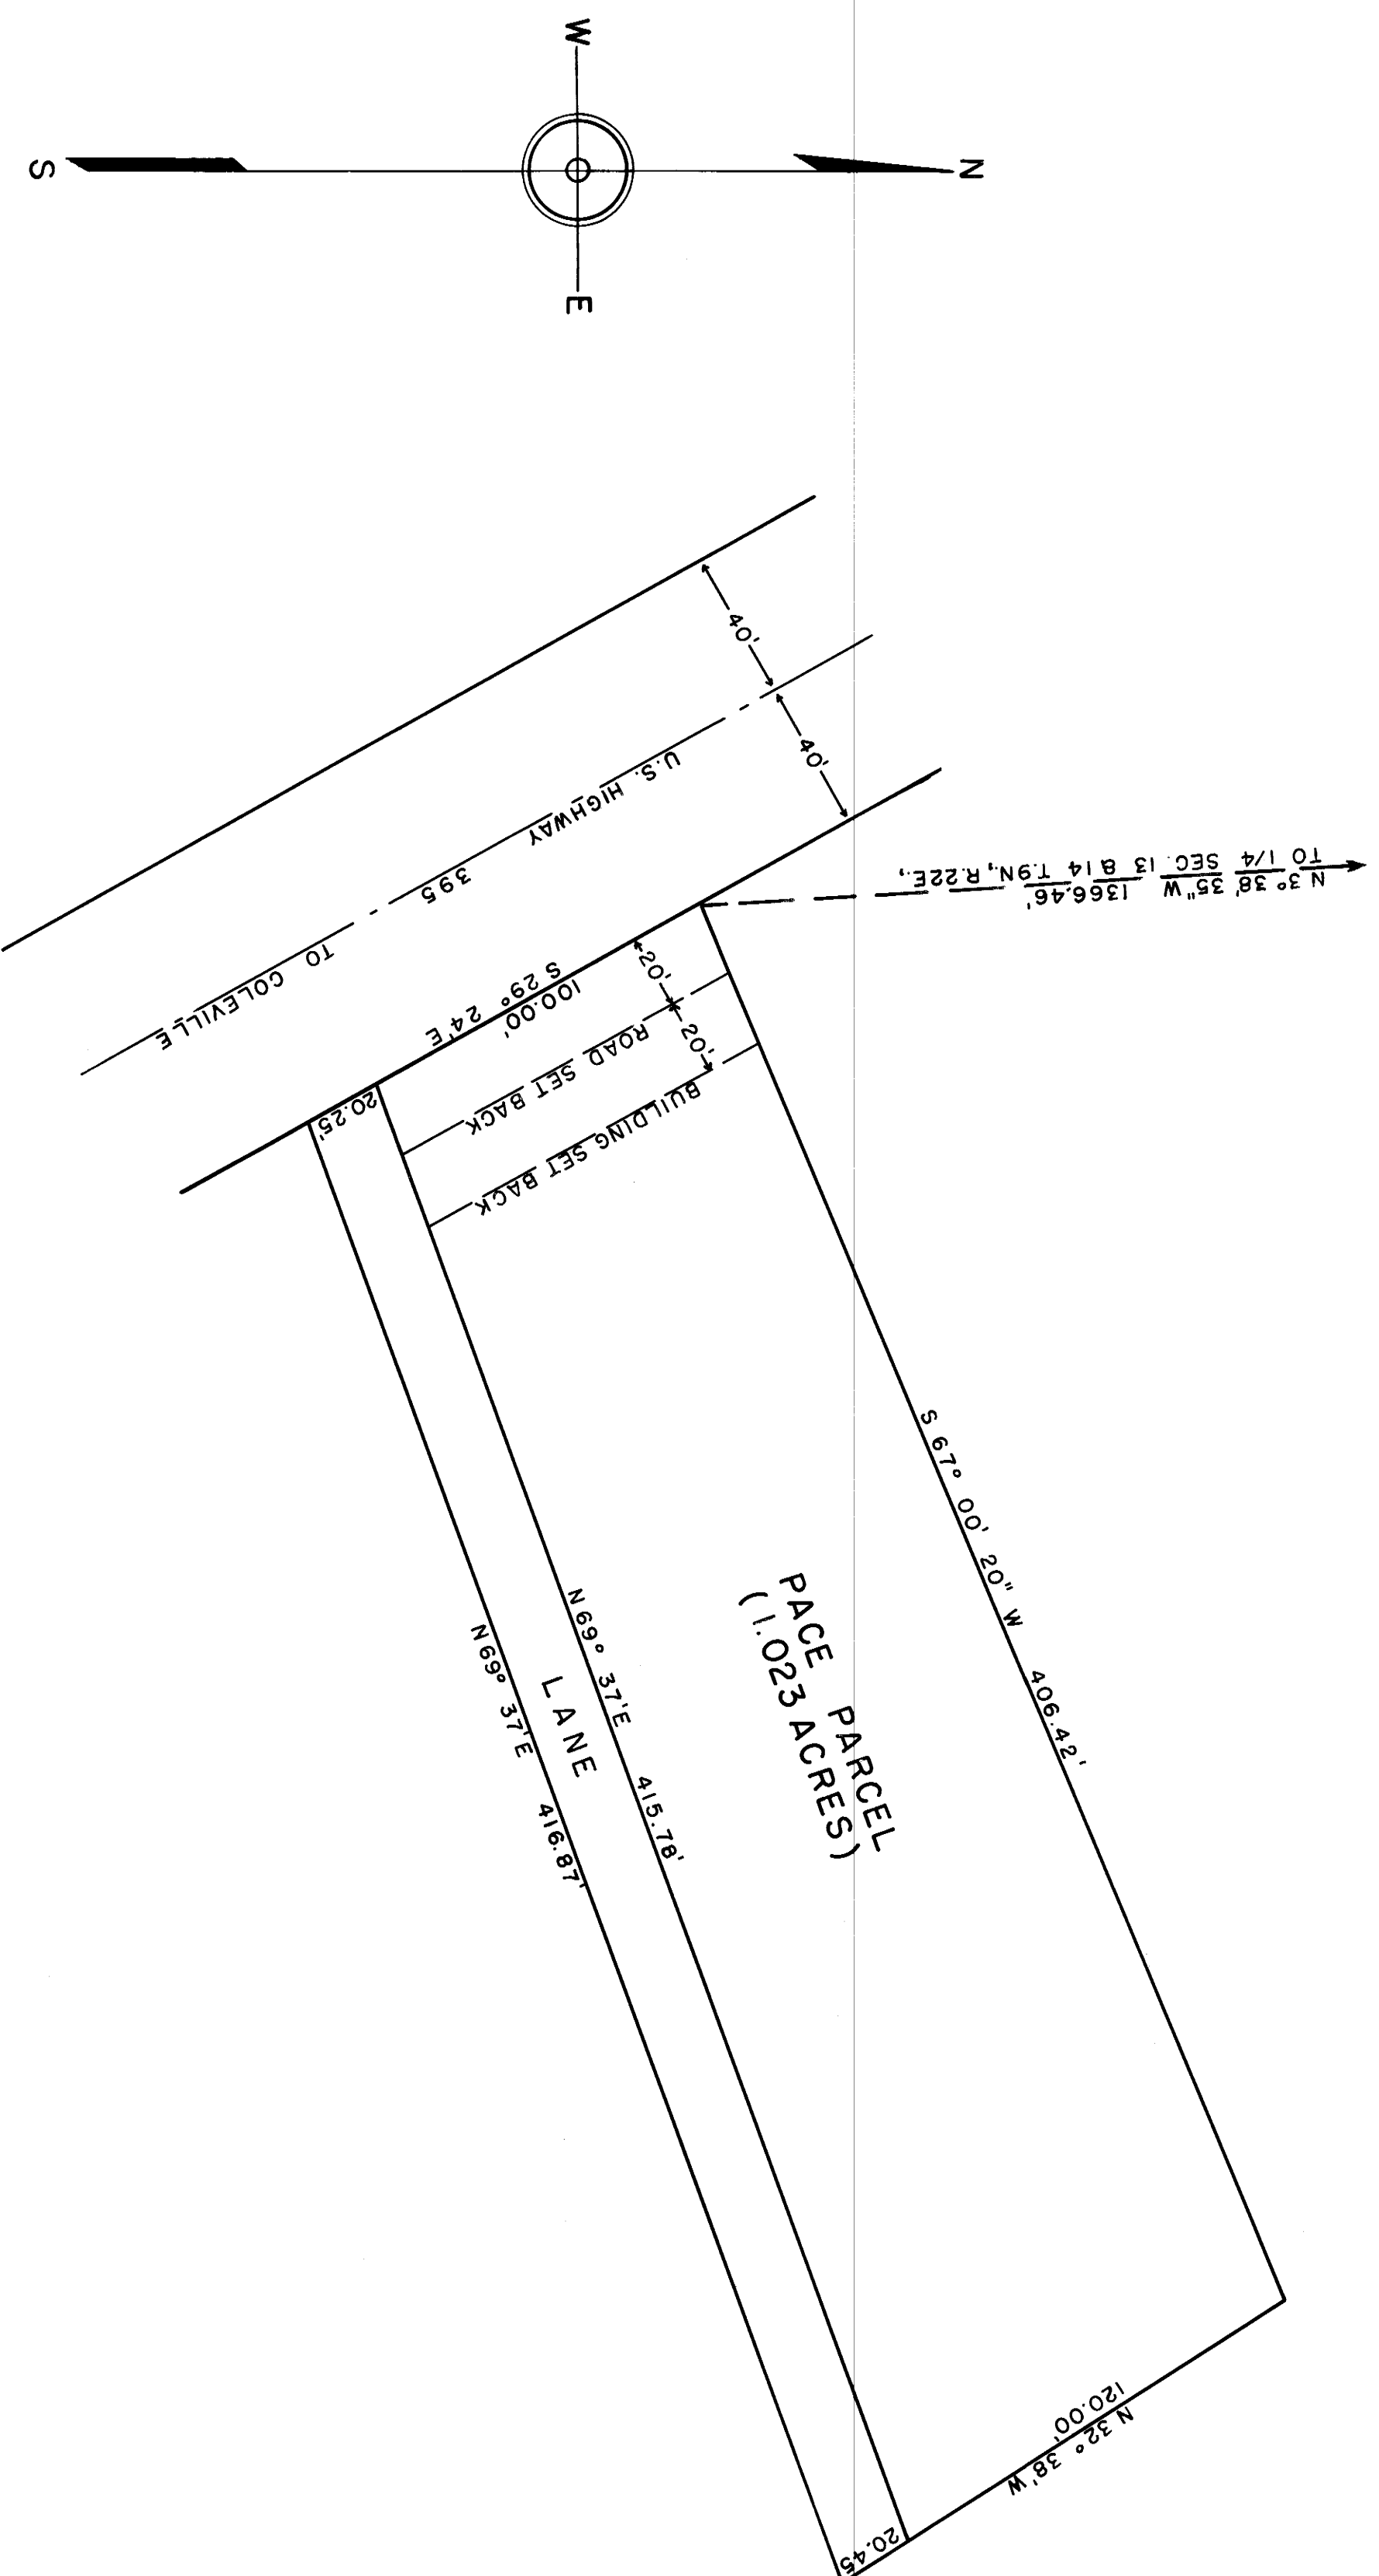 W
N
S
E
40'
40'
U.S. HIGHWAY 395 TO COLEVILLE
N 3° 38' 35" W 1366.46'
TO 1/4 SEC. 13 & 14 T.9N., R.22E.,
S 29° 24' E
100.00'
20'
20'
ROAD SET BACK
BUILDING SET BACK
20.25'
S 67° 00' 20" W 406.42'
PACE PARCEL
(1.023 ACRES)
N 69° 37' E 415.78'
LANE
N 69° 37' E 416.87'
120.00'
N 32° 38' W
20.45